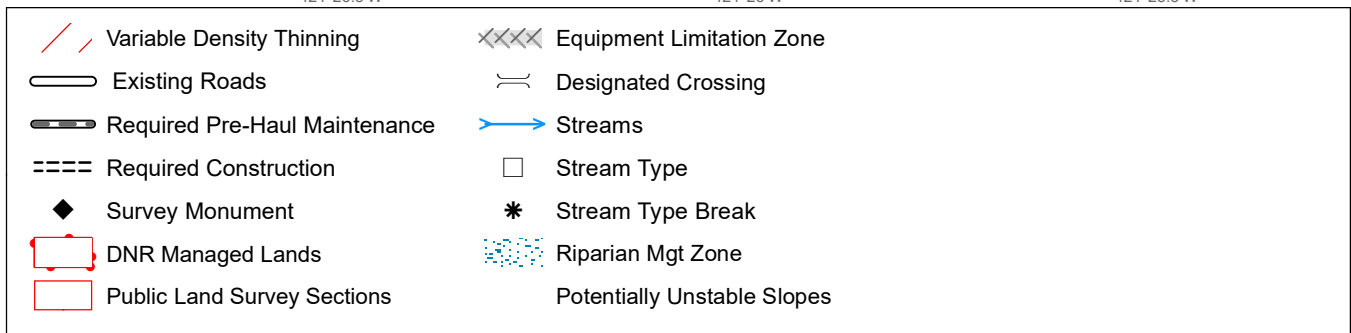 Variable Density Thinning
Existing Roads
Required Pre-Haul Maintenance
Required Construction
Survey Monument
DNR Managed Lands
Public Land Survey Sections
Equipment Limitation Zone
Designated Crossing
Streams
Stream Type
Stream Type Break
Riparian Mgt Zone
Potentially Unstable Slopes